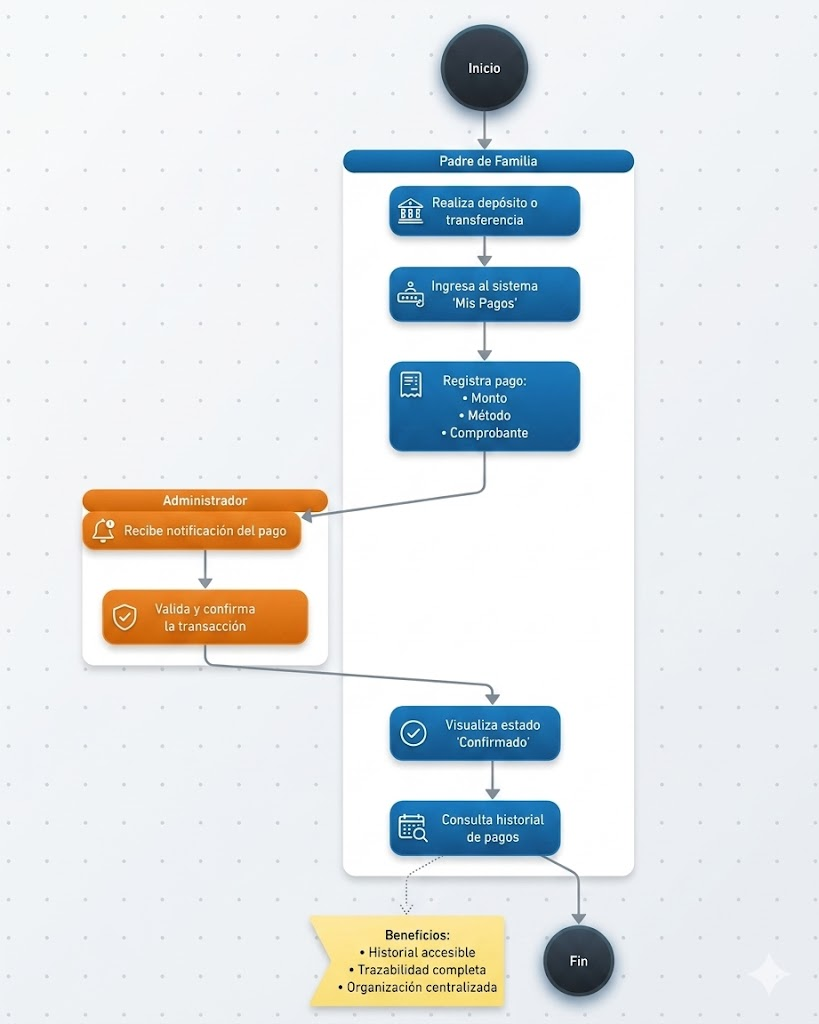 Inicio
Padre de Familia
Realiza depósito o
transferencia
Ingresa al sistema
'Mis Pagos'
Registra pago:
• Monto
• Método
• Comprobante
Administrador
Recibe notificación del pago
Valida y confirma
la transacción
Visualiza estado
'Confirmado'
Consulta historial
de pagos
Beneficios:
• Historial accesible
• Trazabilidad completa
• Organización centralizada
Fin